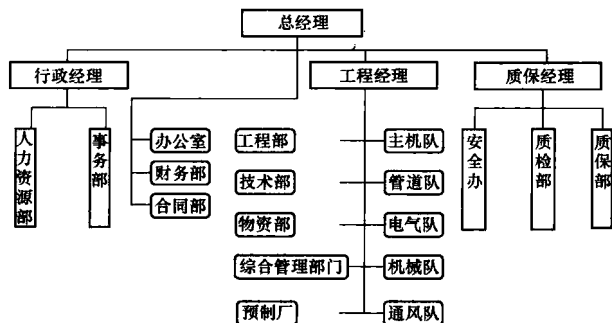 总经理
行政经理
工程经理
质保经理
人力资源部
事务部
办公室
财务部
合同部
工程部
技术部
物资部
综合管理部门
预制厂
主机队
管道队
电气队
机械队
通风队
安全办
质检部
质保部